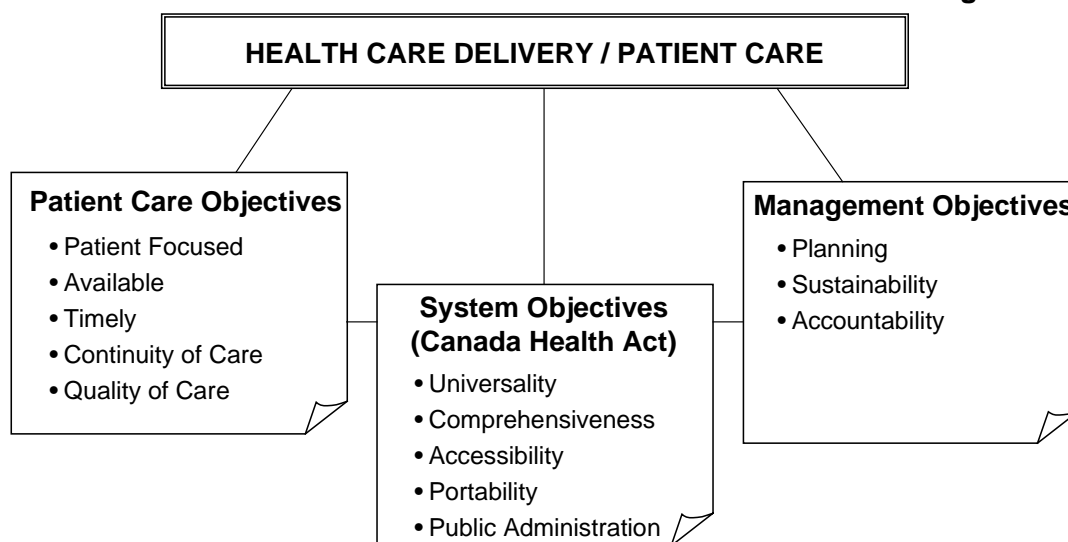 HEALTH CARE DELIVERY / PATIENT CARE
Patient Care Objectives
• Patient Focused
• Available
• Timely
• Continuity of Care
• Quality of Care
System Objectives
(Canada Health Act)
• Universality
• Comprehensiveness
• Accessibility
• Portability
• Public Administration
Management Objectives
• Planning
• Sustainability
• Accountability